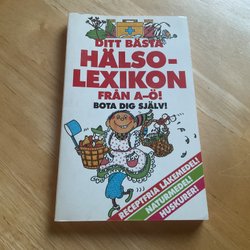 DITT BÄSTA
HÄLSO-
LEXIKON
FRÅN A-Ö!
BOTA DIG SJÄLV!
RECEPTFRIA LÄKEMEDEL!
NATURMEDEL!
HUSKURER!